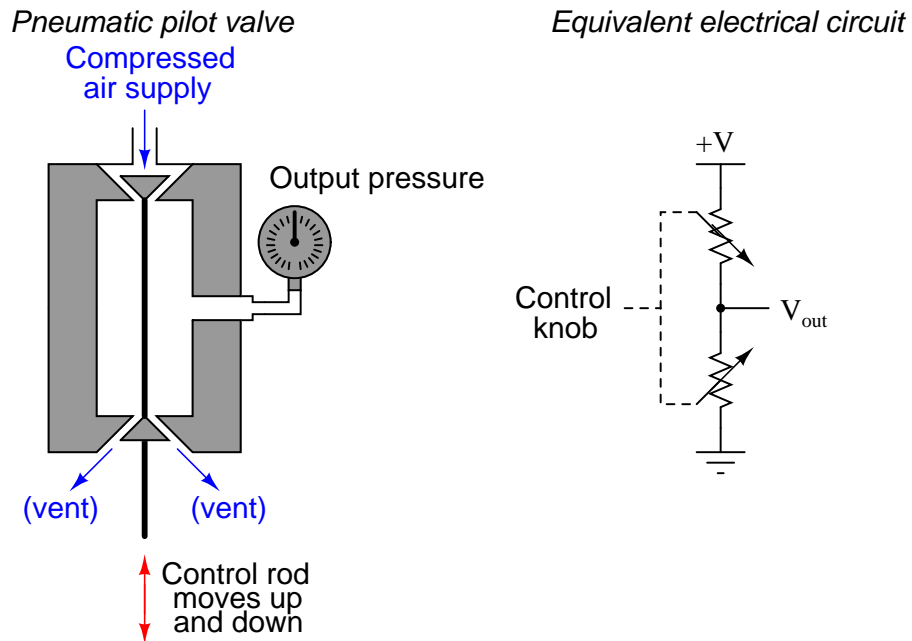 Pneumatic pilot valve
Compressed
air supply
Output pressure
(vent)
(vent)
Control rod
moves up
and down
Equivalent electrical circuit
+V
Control
knob
Vout